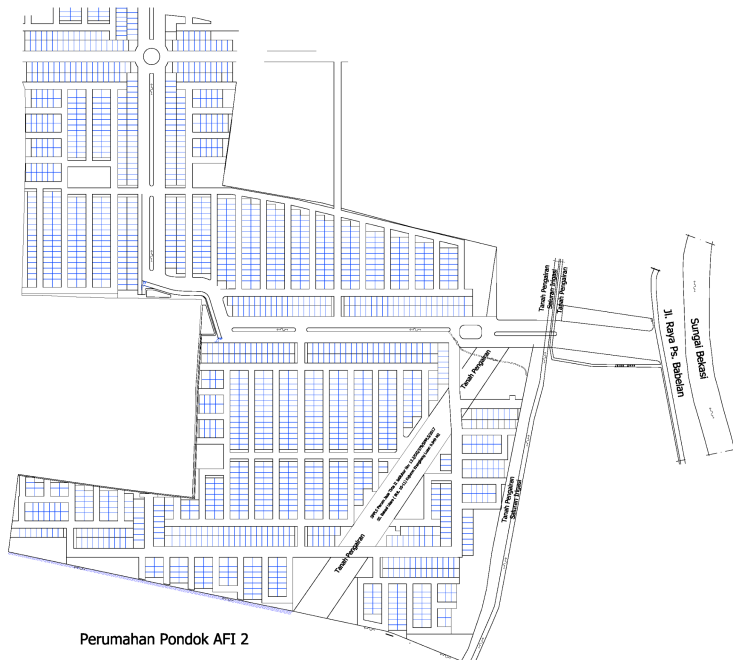 Tanah Pengairan
Saluran Irigasi
Tanah Pengairan
Sungai Bekasi
Jl. Raya Ps. Babelan
Tanah Pengairan
Tanah Pengairan
Tanah Pengairan
Saluran Irigasi
Perumahan Pondok AFI 2